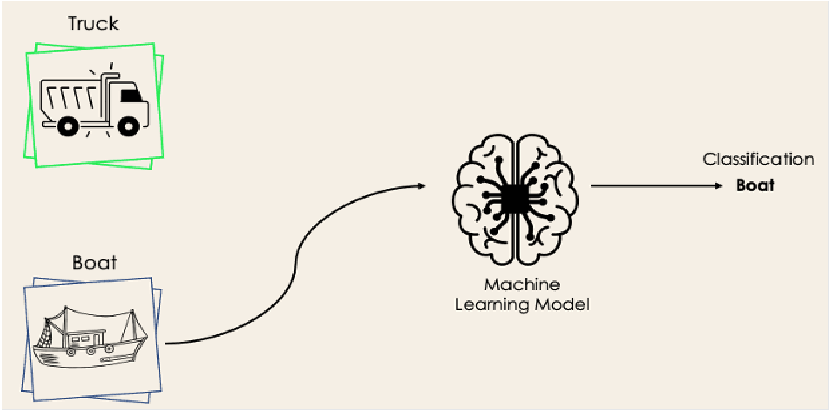 Truck
Boat
Machine
Learning Model
Classification
Boat